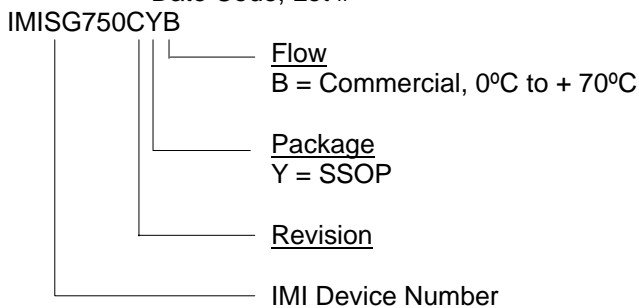 IMISG750CYB
Flow
B = Commercial, 0ºC to + 70ºC
Package
Y = SSOP
Revision
IMI Device Number